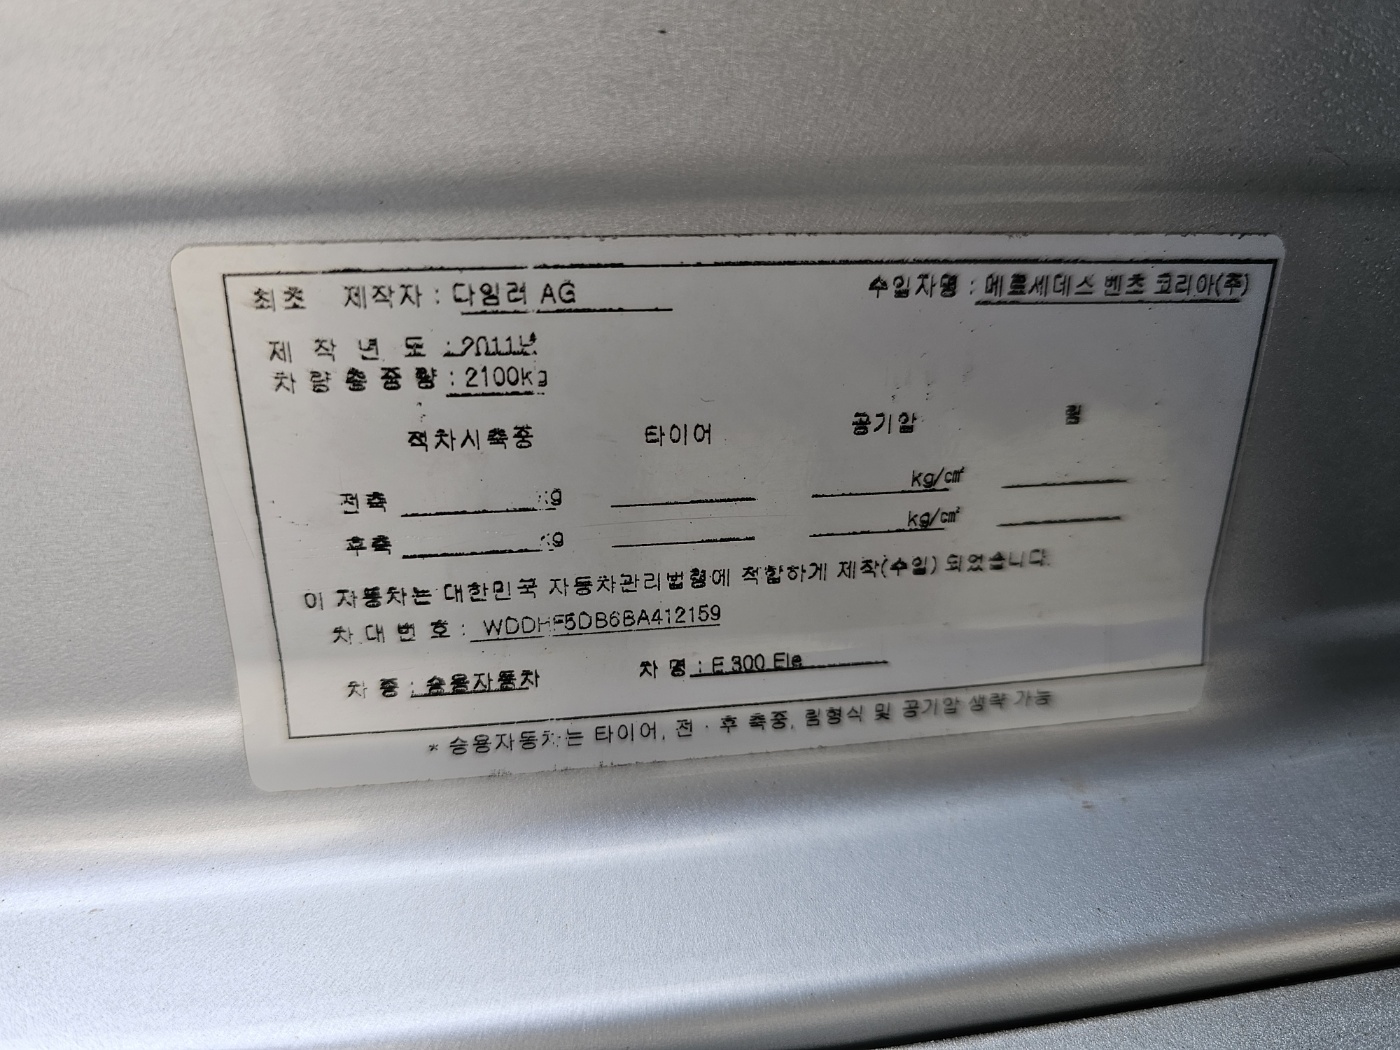 최초 제작자 : 다임러 AG 수입자명 : 메르세데스 벤츠 코리아(주)
제 작 년 도 : 2011년
차 량 총 중 량 : 2100kg
적차시축중 타이어 공기압 림
전축 kg kg/㎠
후축 kg kg/㎠
이 자동차는 대한민국 자동차관리법령에 적합하게 제작(수입) 되었습니다.
차 대 번 호 : WDDHF5DB6BA412159
차 종 : 승용자동차 차 명 : E 300 Ele
* 승용자동차는 타이어, 전 · 후 축중, 림형식 및 공기압 생략 가능